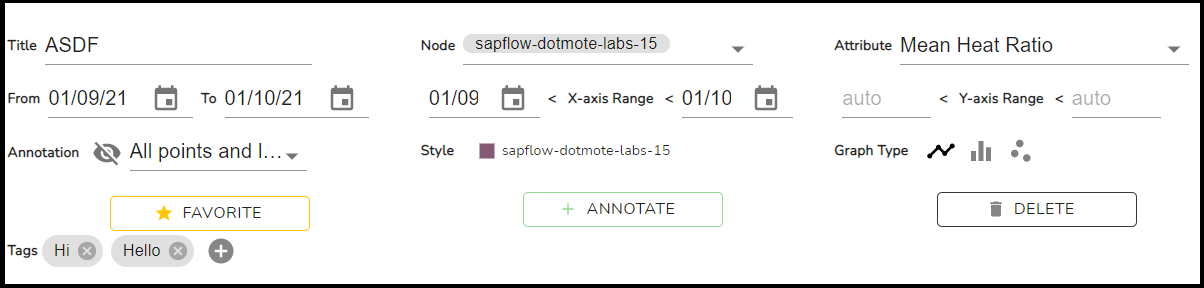 Title ASDF Node sapflow-dotmote-labs-15 Attribute Mean Heat Ratio
From 01/09/21 To 01/10/21 01/09 < X-axis Range < 01/10 auto < Y-axis Range < auto
Annotation All points and l... Style sapflow-dotmote-labs-15 Graph Type
FAVORITE + ANNOTATE DELETE
Tags Hi Hello